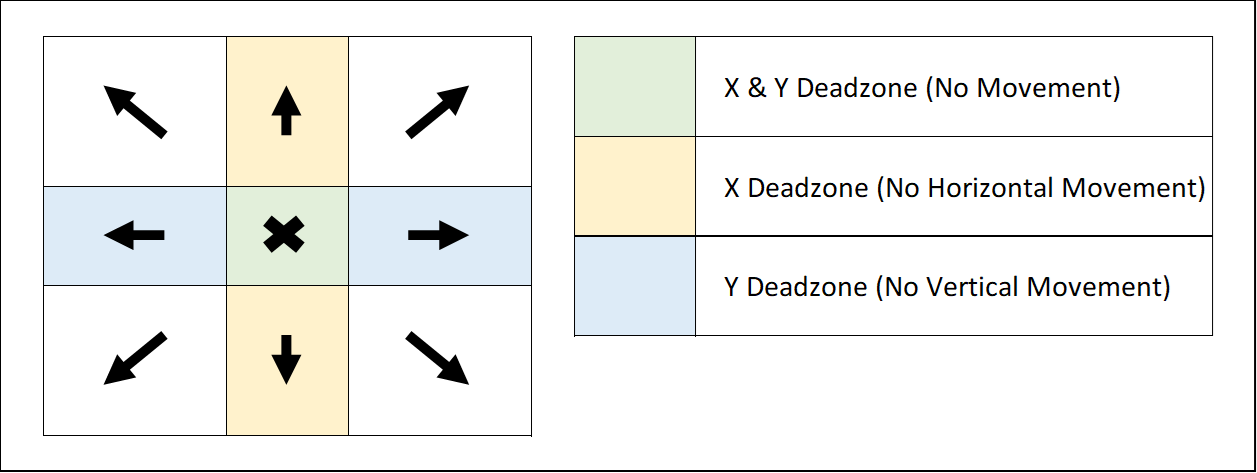 X & Y Deadzone (No Movement)
X Deadzone (No Horizontal Movement)
Y Deadzone (No Vertical Movement)